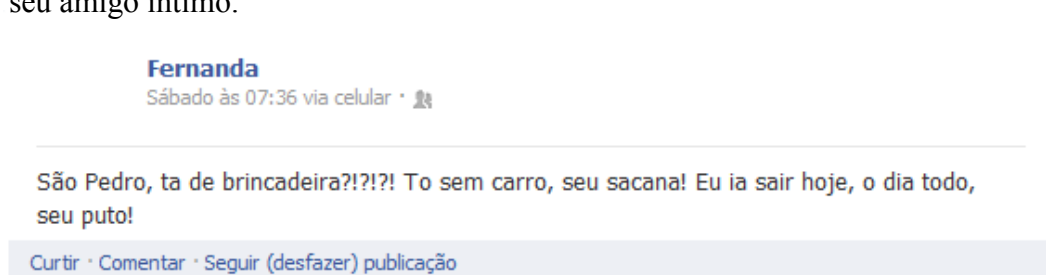 seu amigo íntimo.
Fernanda
Sábado às 07:36 via celular ·
São Pedro, ta de brincadeira?!?!?! To sem carro, seu sacana! Eu ia sair hoje, o dia todo,
seu puto!
Curtir · Comentar · Seguir (desfazer) publicação